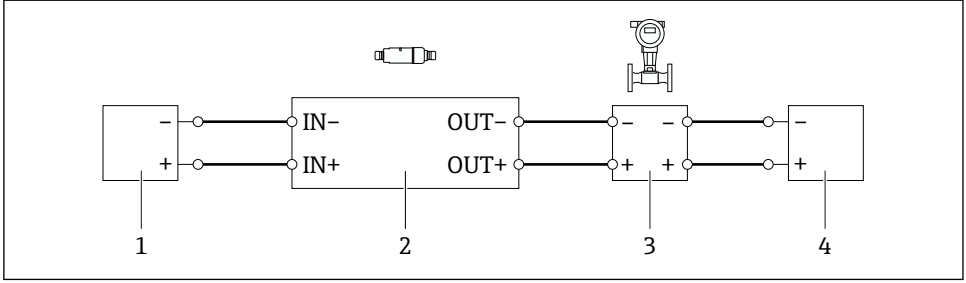 − IN− OUT− − − −
+ IN+ OUT+ + + +
1 2 3 4